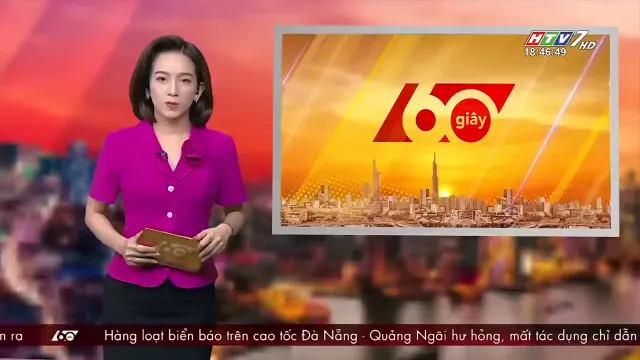 HTV7 HD
18:46:49
60 giây
n ra 60 Hàng loạt biển báo trên cao tốc Đà Nẵng - Quảng Ngãi hư hỏng, mất tác dụng chỉ dẫn